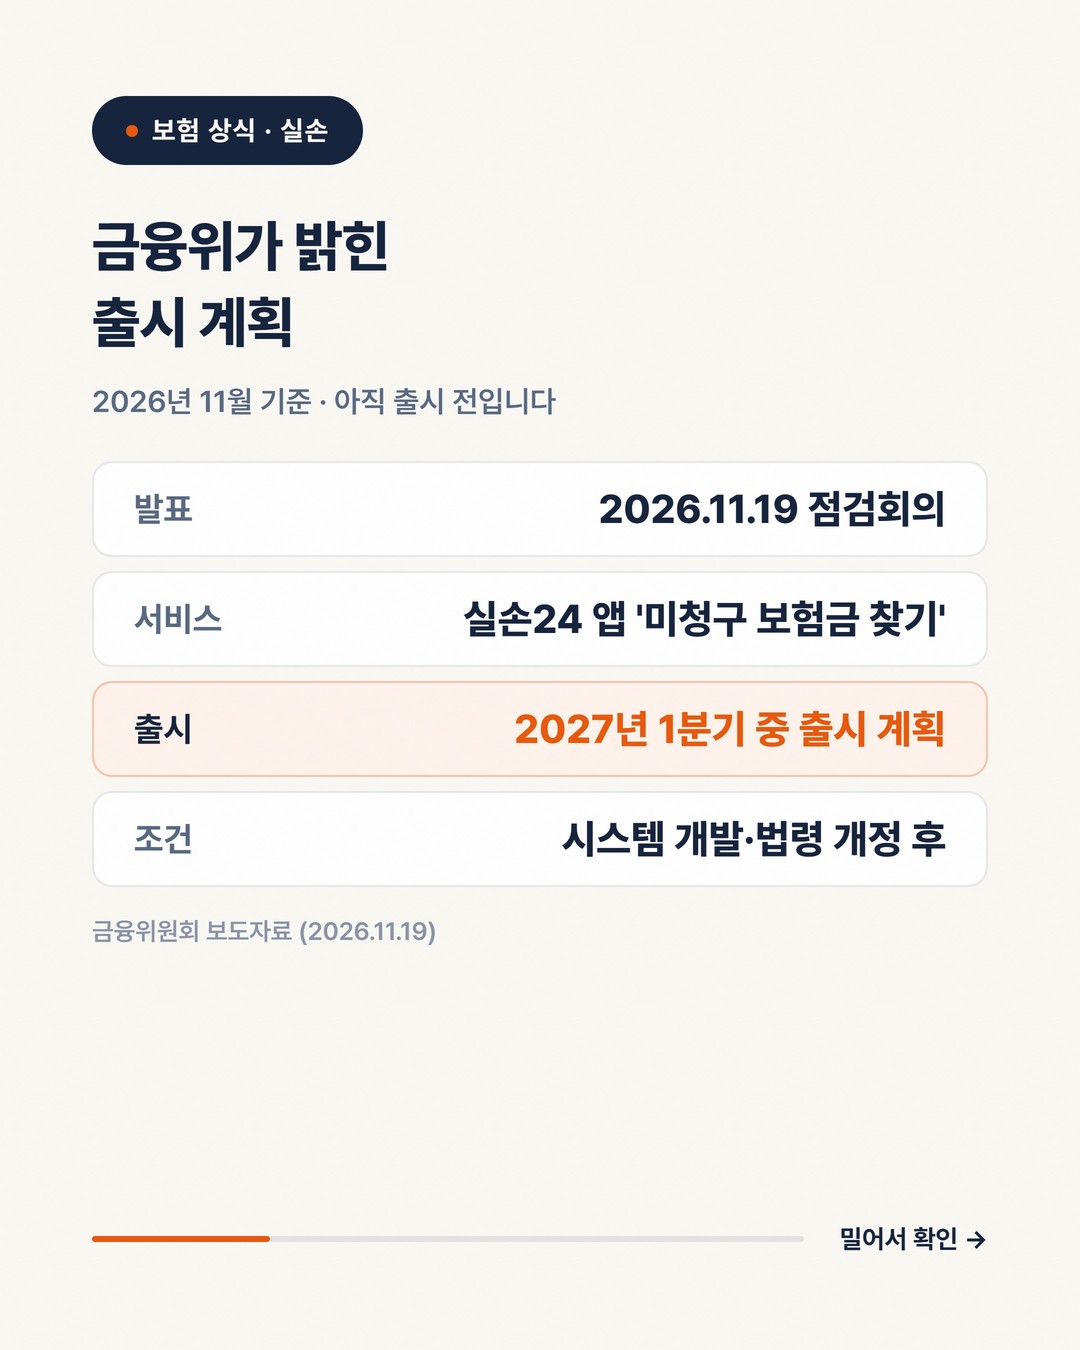 보험 상식 · 실손
금융위가 밝힌
출시 계획
2026년 11월 기준 · 아직 출시 전입니다
발표 2026.11.19 점검회의
서비스 실손24 앱 '미청구 보험금 찾기'
출시 2027년 1분기 중 출시 계획
조건 시스템 개발·법령 개정 후
금융위원회 보도자료 (2026.11.19)
밀어서 확인 →